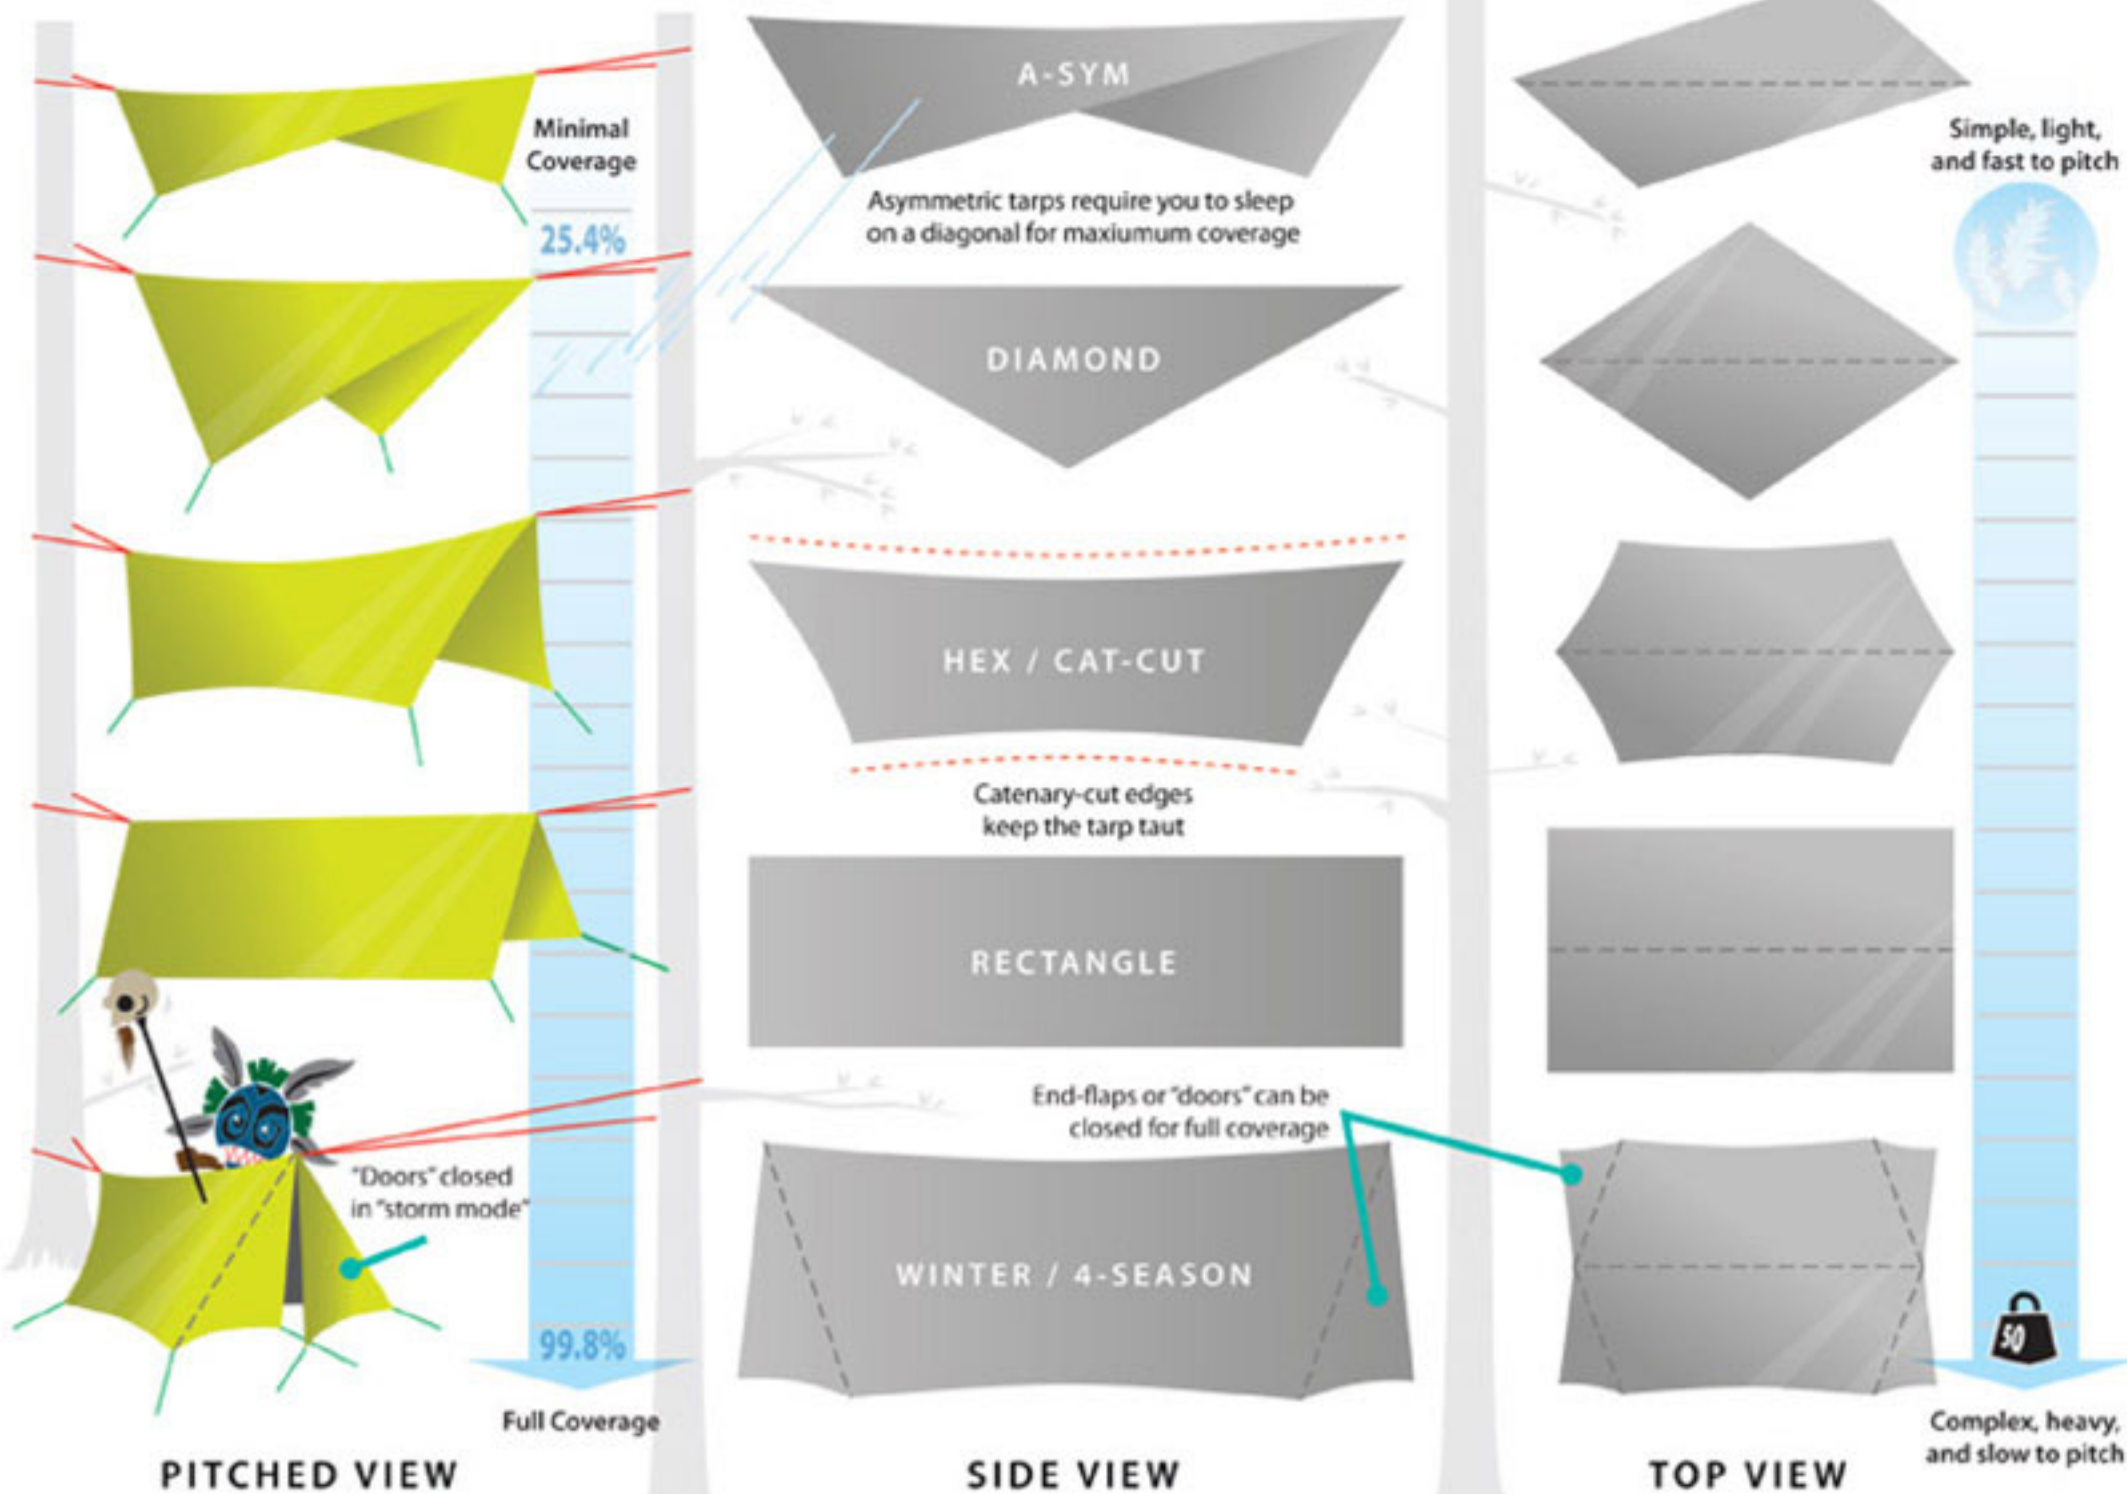 A-SYM
Minimal
Coverage
Simple, light,
and fast to pitch
Asymmetric tarps require you to sleep
on a diagonal for maxiumum coverage
25.4%
DIAMOND
HEX / CAT-CUT
Catenary-cut edges
keep the tarp taut
RECTANGLE
End-flaps or "doors" can be
closed for full coverage
"Doors" closed
in "storm mode"
WINTER / 4-SEASON
50
99.8%
Full Coverage
Complex, heavy,
and slow to pitch
PITCHED VIEW
SIDE VIEW
TOP VIEW